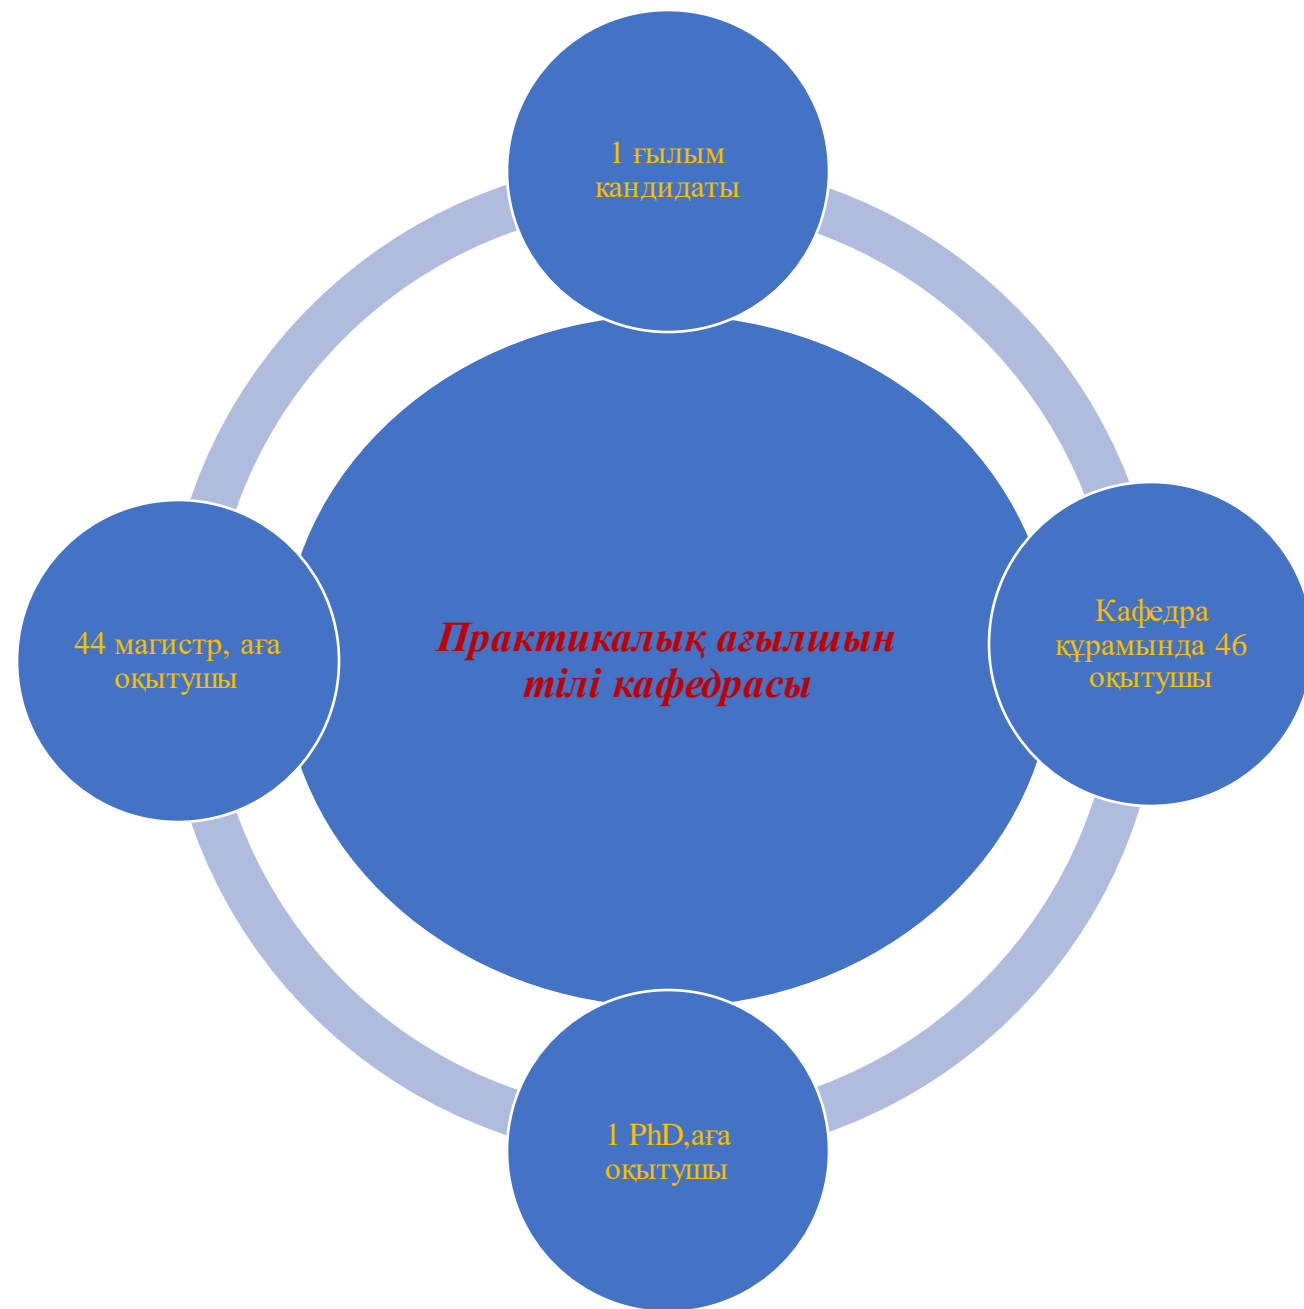 1 ғылым
кандидаты
44 магистр, аға
оқытушы
Практикалық ағылшын
тілі кафедрасы
Кафедра
құрамында 46
оқытушы
1 PhD,аға
оқытушы